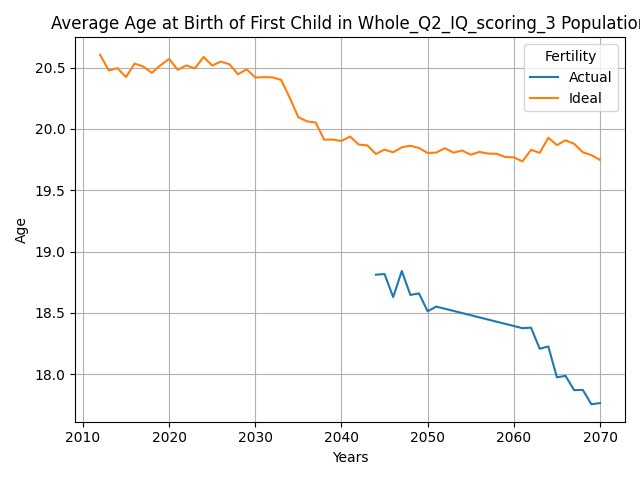 Average Age at Birth of First Child in Whole_Q2_IQ_scoring_3 Population
Fertility
Actual
Ideal
20.5
20.0
19.5
19.0
18.5
18.0
Age
2010 2020 2030 2040 2050 2060 2070
Years